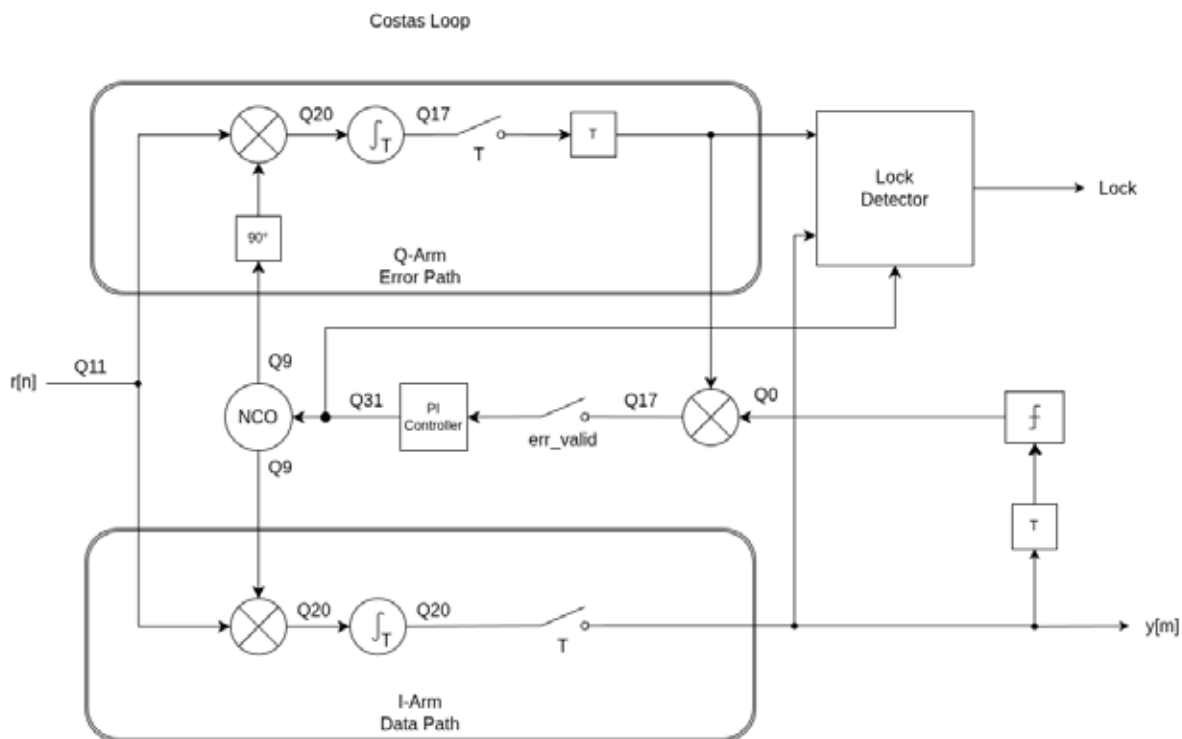 Costas Loop
Q20
Q17
T
T
Lock
Detector
Lock
90°
Q-Arm
Error Path
r[n]
Q11
Q9
NCO
Q31
PI
Controller
err_valid
Q17
Q0
Q9
T
Q20
∫T
Q20
T
y[m]
∫T
I-Arm
Data Path